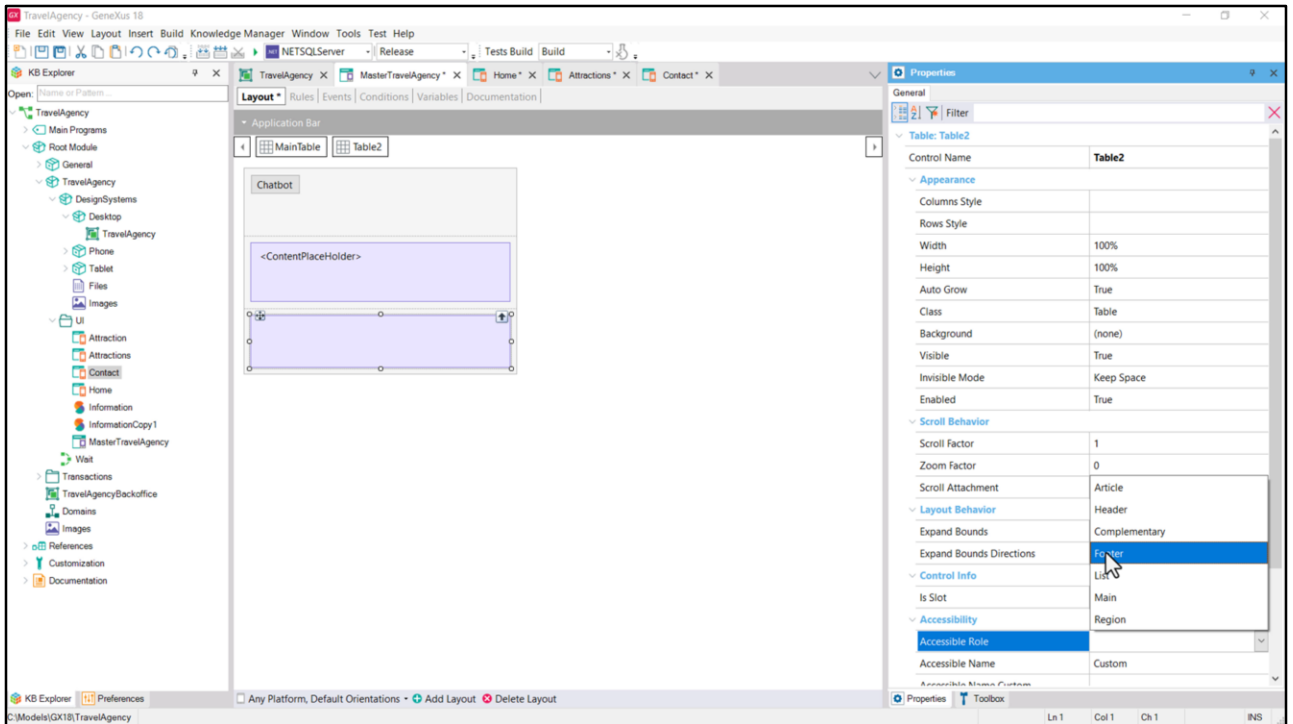 GX TravelAgency - GeneXus 18
File Edit View Layout Insert Build Knowledge Manager Window Tools Test Help
NETSQLServer Release Tests Build Build
KB Explorer
Open: Name or Pattern ...
TravelAgency
Main Programs
Root Module
General
TravelAgency
DesignSystems
Desktop
TravelAgency
Phone
Tablet
Files
Images
UI
Attraction
Attractions
Contact
Home
Information
InformationCopy1
MasterTravelAgency
Wait
Transactions
TravelAgencyBackoffice
Domains
Images
References
Customization
Documentation
KB Explorer Preferences
TravelAgency X MasterTravelAgency * X Home * X Attractions * X Contact * X
Layout * Rules Events Conditions Variables Documentation
Application Bar
MainTable Table2
Chatbot
<ContentPlaceHolder>
Any Platform, Default Orientations Add Layout Delete Layout
Properties
General
Filter
Table: Table2
Control Name Table2
Appearance
Columns Style
Rows Style
Width 100%
Height 100%
Auto Grow True
Class Table
Background (none)
Visible True
Invisible Mode Keep Space
Enabled True
Scroll Behavior
Scroll Factor 1
Zoom Factor 0
Scroll Attachment Article
Layout Behavior Header
Expand Bounds Complementary
Expand Bounds Directions Footer
Control Info List
Is Slot Main
Accessibility Region
Accessible Role
Accessible Name Custom
Accessible Name Custom
Properties Toolbox
C:\Models\GX18\TravelAgency Ln 1 Col 1 Ch 1 INS